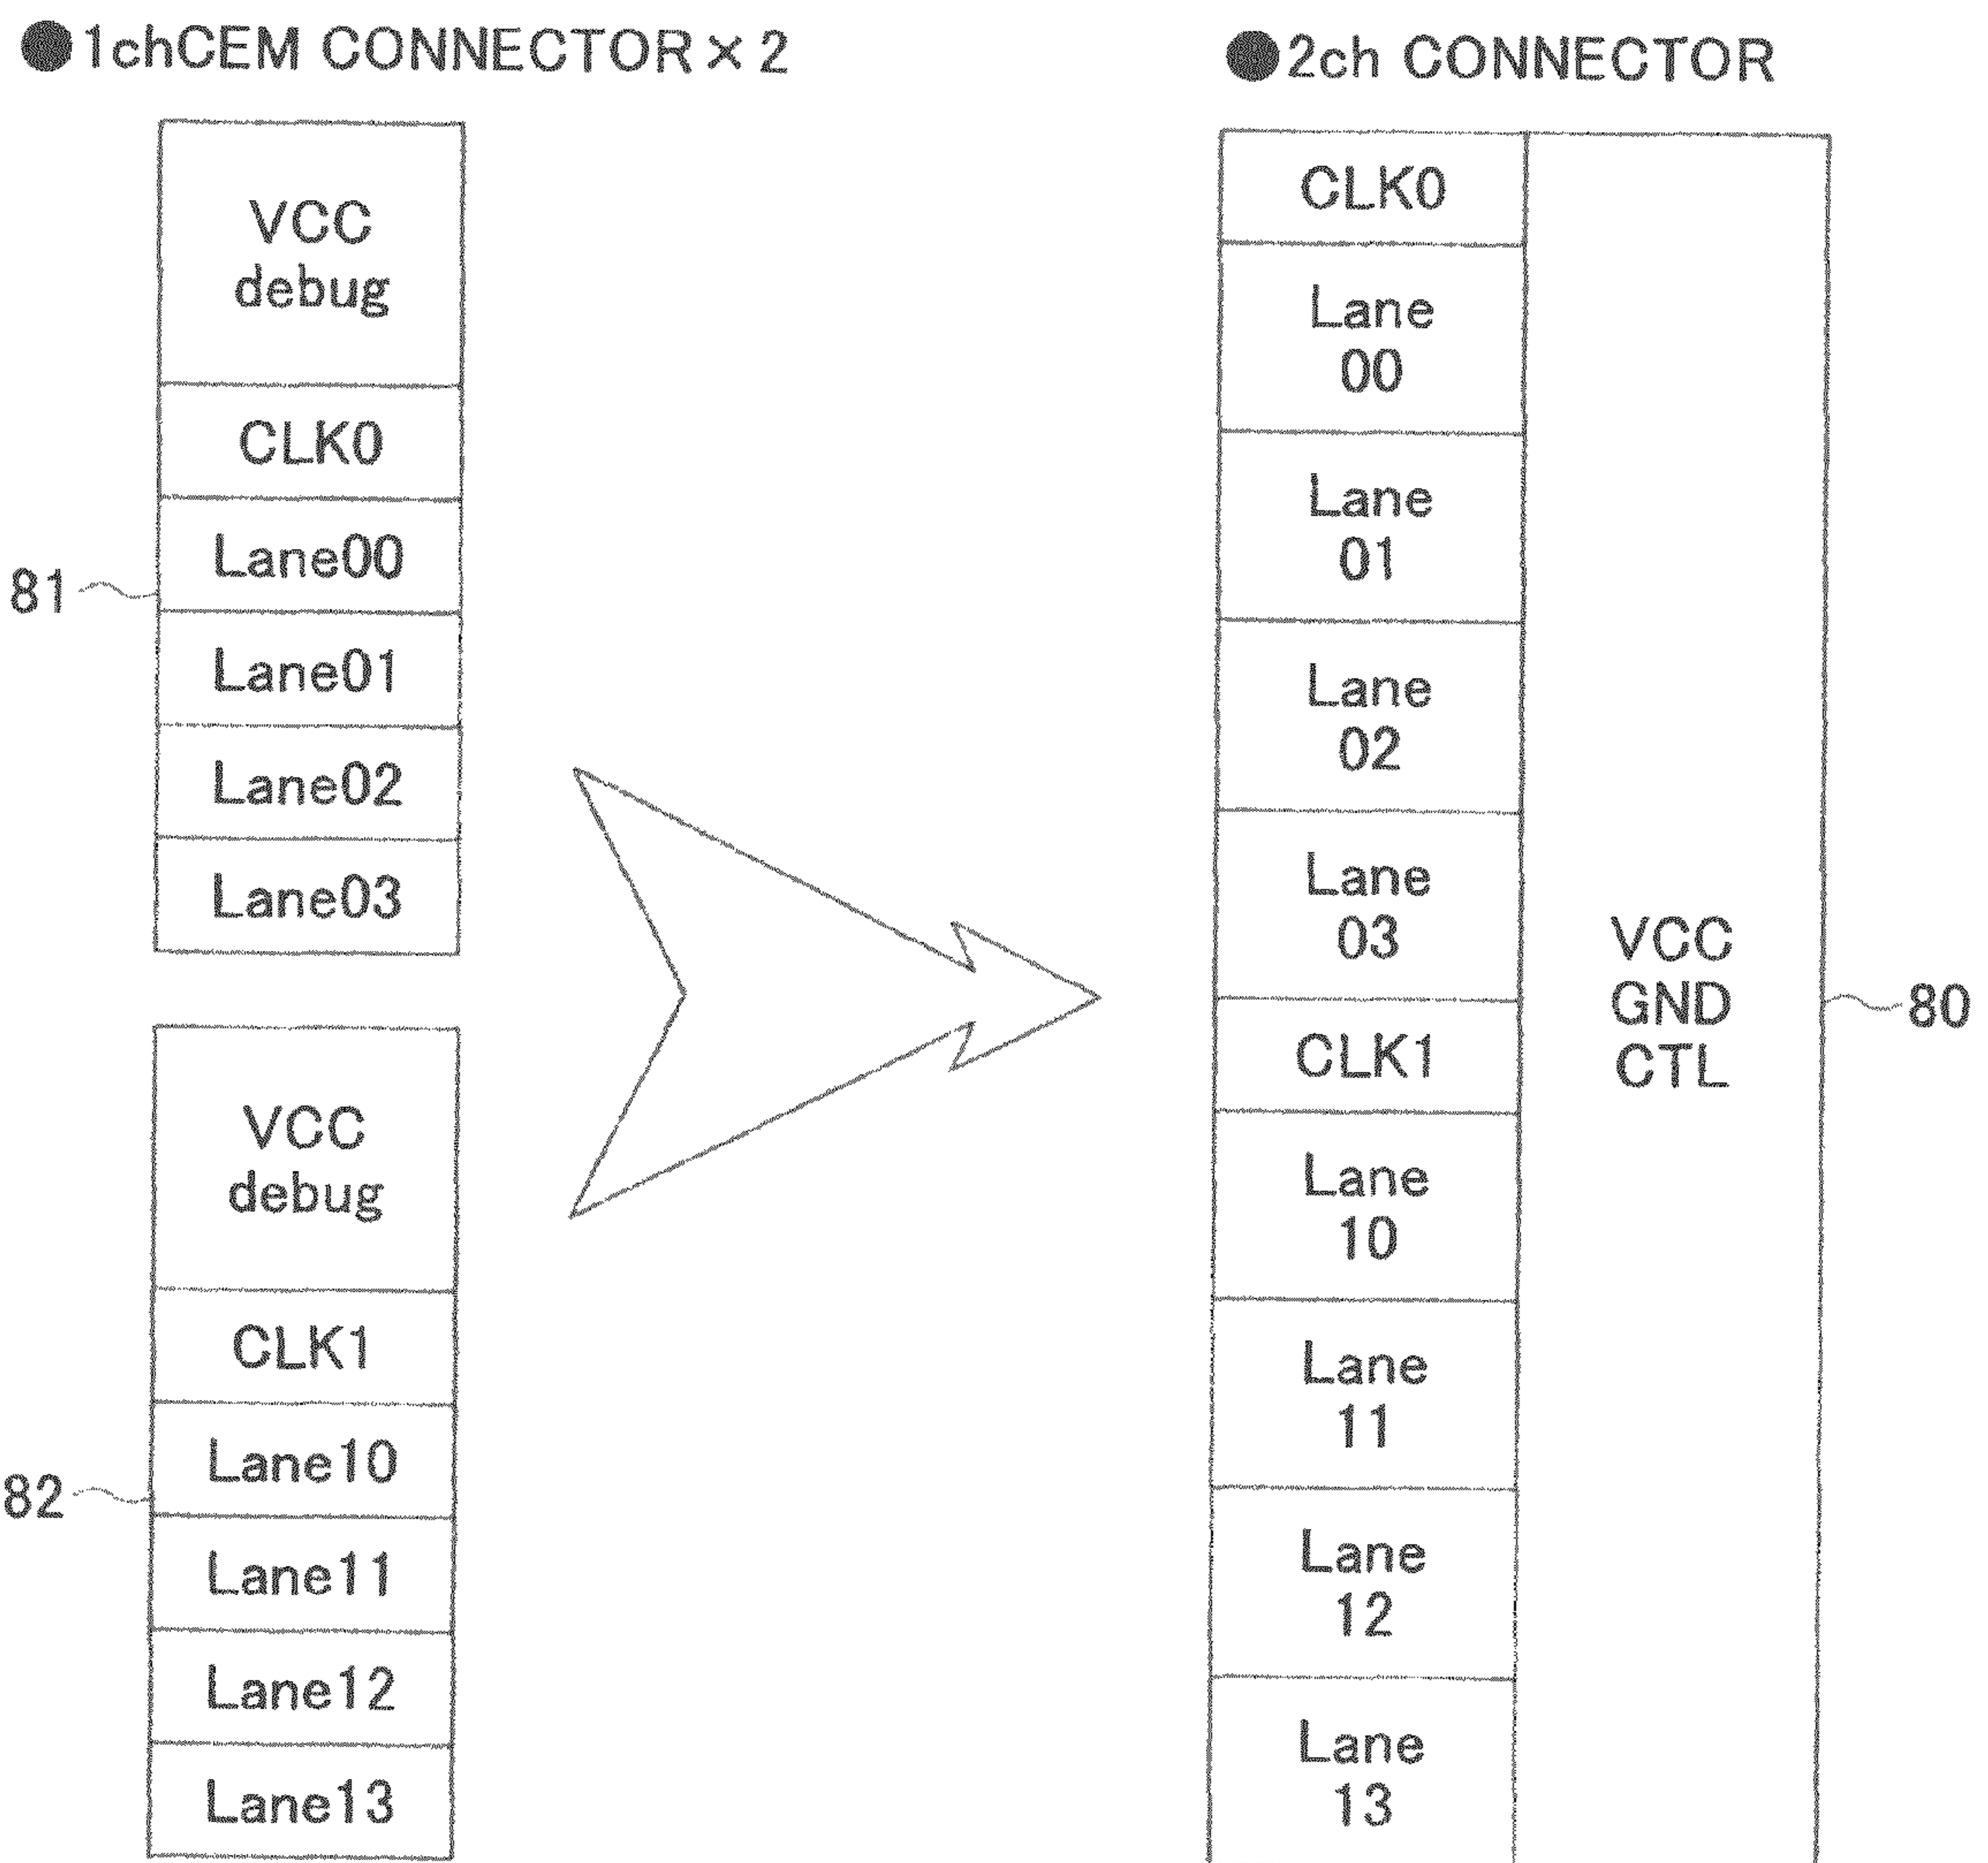 ●1chCEM CONNECTOR×2
VCC
debug
CLK0
Lane00
81
Lane01
Lane02
Lane03
VCC
debug
CLK1
Lane10
82
Lane11
Lane12
Lane13
●2ch CONNECTOR
CLK0
Lane
00
Lane
01
Lane
02
Lane
03
CLK1
Lane
10
Lane
11
Lane
12
Lane
13
VCC
GND
CTL
80